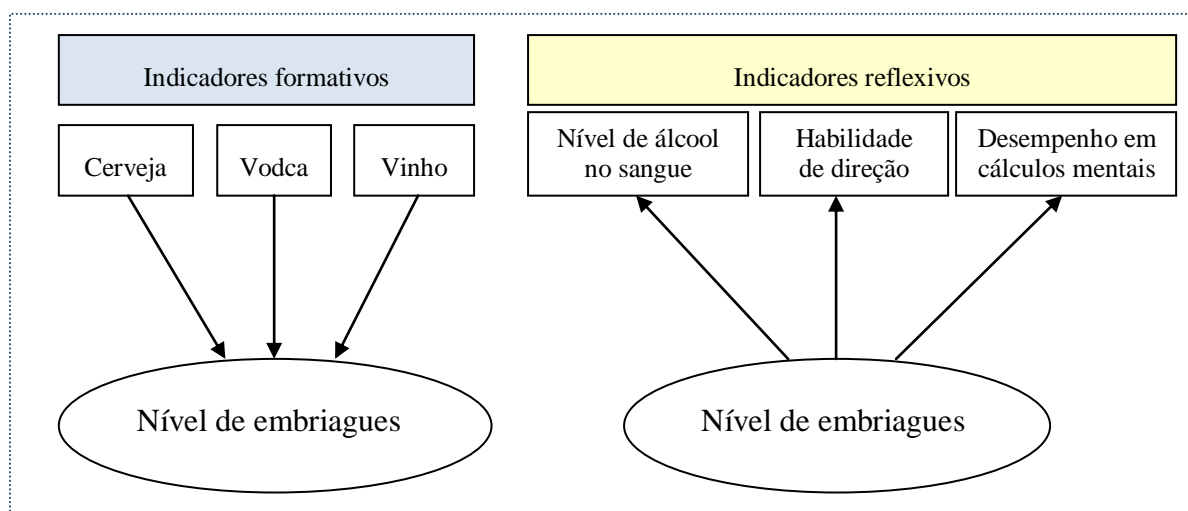 Indicadores formativos
Cerveja
Vodca
Vinho
Nível de embriagues
Indicadores reflexivos
Nível de álcool
no sangue
Habilidade
de direção
Desempenho em
cálculos mentais
Nível de embriagues